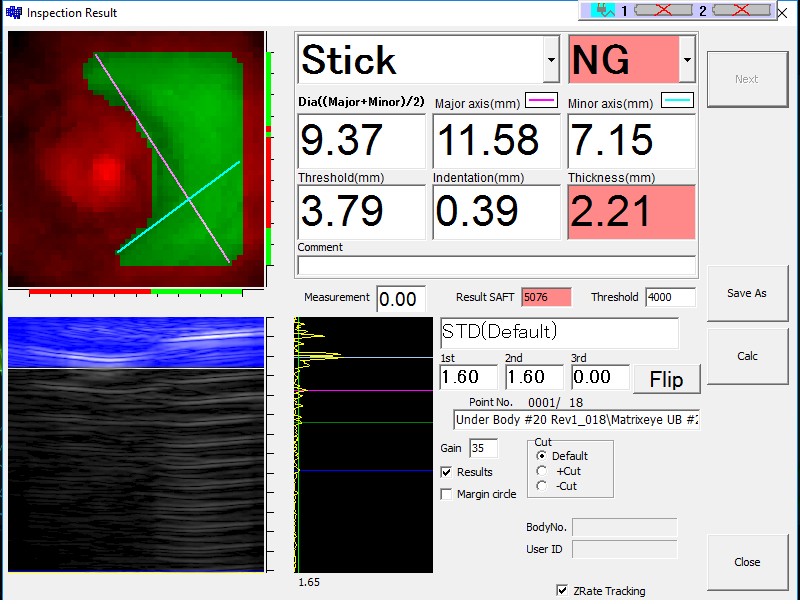 Inspection Result
1 2
Stick NG
Next
Dia((Major+Minor)/2) Major axis(mm) Minor axis(mm)
9.37 11.58 7.15
Threshold(mm) Indentation(mm) Thickness(mm)
3.79 0.39 2.21
Comment
Measurement 0.00 Result SAFT 5076 Threshold 4000
Save As
STD(Default)
Calc
1st 2nd 3rd
1.60 1.60 0.00 Flip
Point No. 0001/ 18
Under Body #20 Rev1_018\Matrixeye UB #2
Gain 35
Cut
Default
Results
+Cut
-Cut
Margin circle
BodyNo.
User ID
Close
1.65
ZRate Tracking